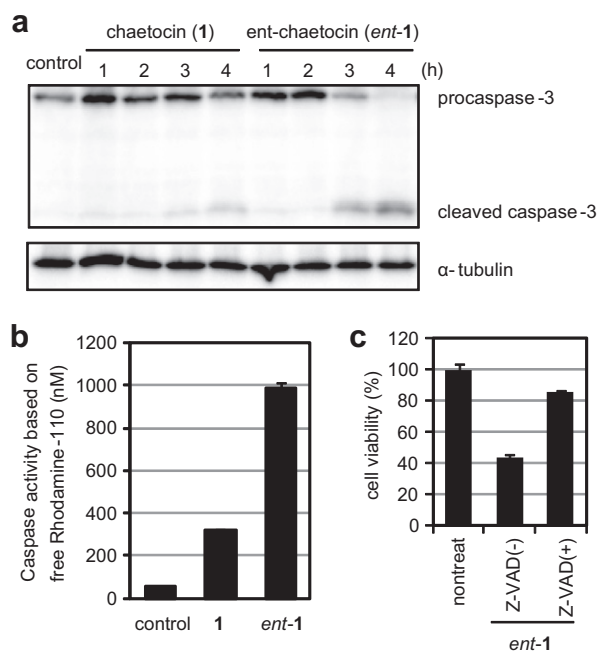 a
chaetocin (1) ent-chaetocin (ent-1)
control 1 2 3 4 1 2 3 4 (h)
procaspase-3
cleaved caspase-3
α-tubulin
b
Caspase activity based on
free Rhodamine-110 (nM)
1200
1000
800
600
400
200
0
control 1 ent-1
c
cell viability (%)
120
100
80
60
40
20
0
nontreat
Z-VAD(-)
Z-VAD(+)
ent-1